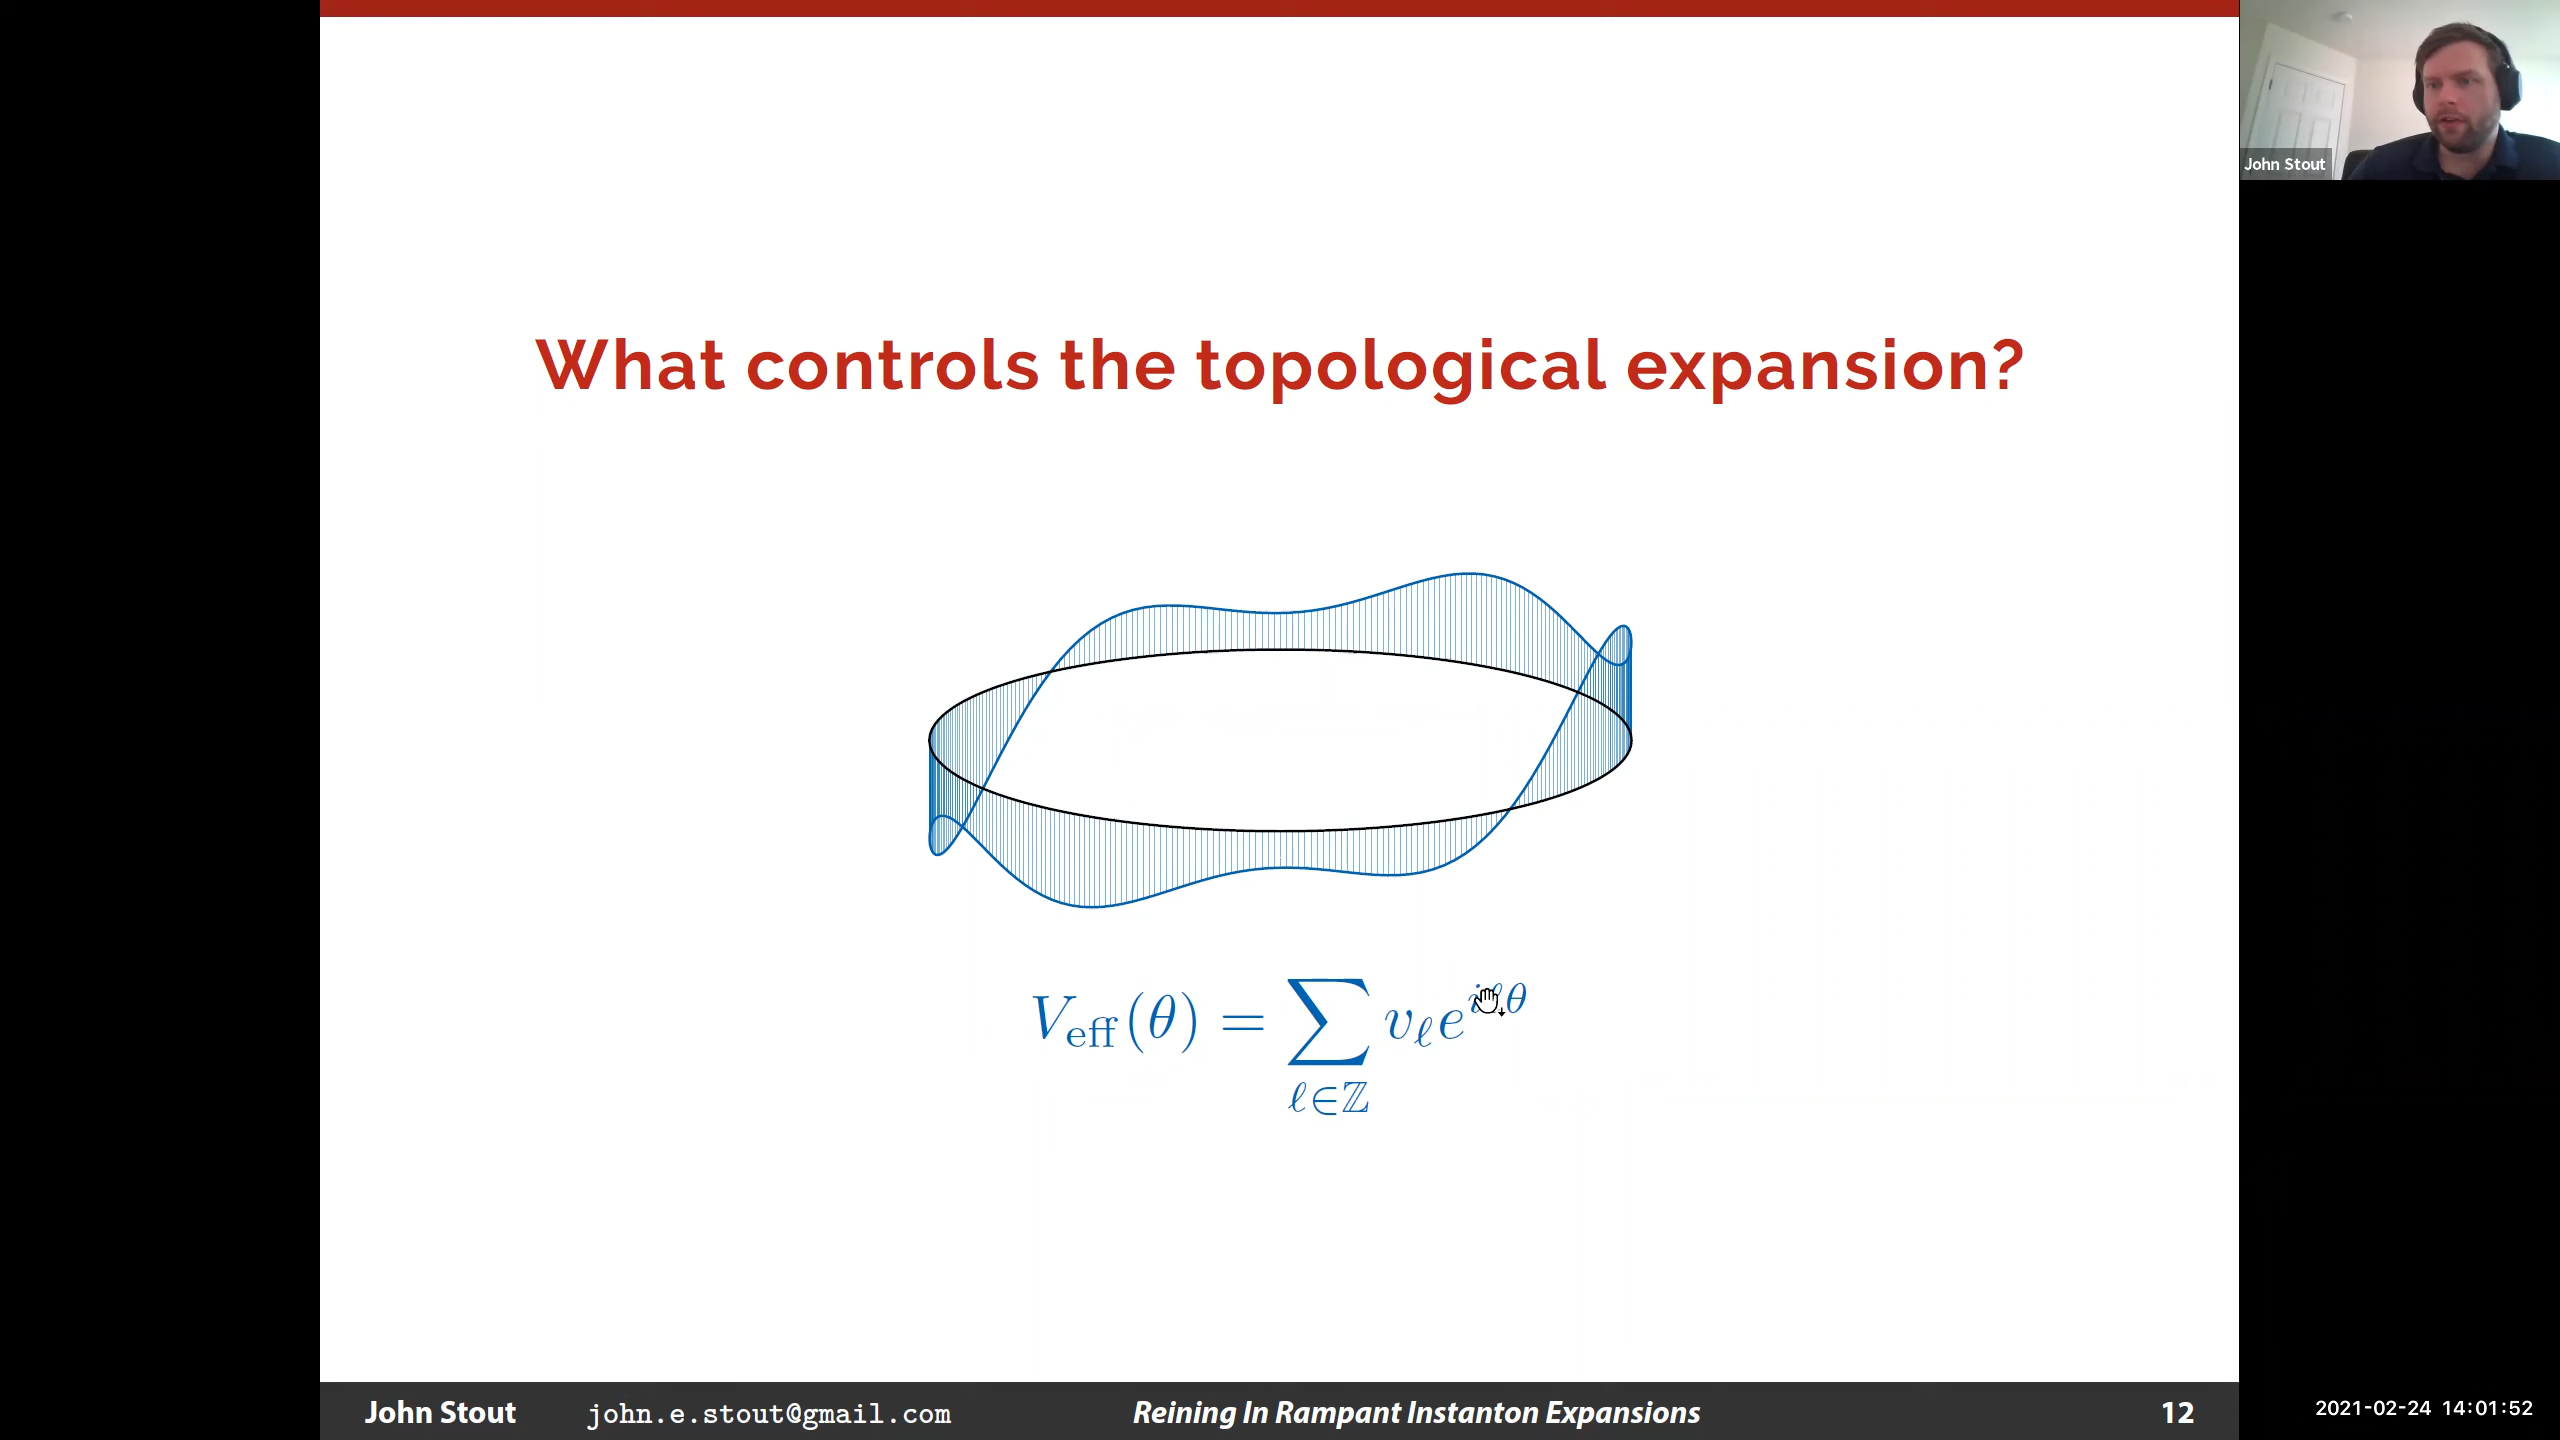 John Stout
What controls the topological expansion?
V_eff(θ) = ∑_{ℓ∈ℤ} v_ℓ e^{iℓθ}
John Stout john.e.stout@gmail.com Reining In Rampant Instanton Expansions 12
2021-02-24 14:01:52